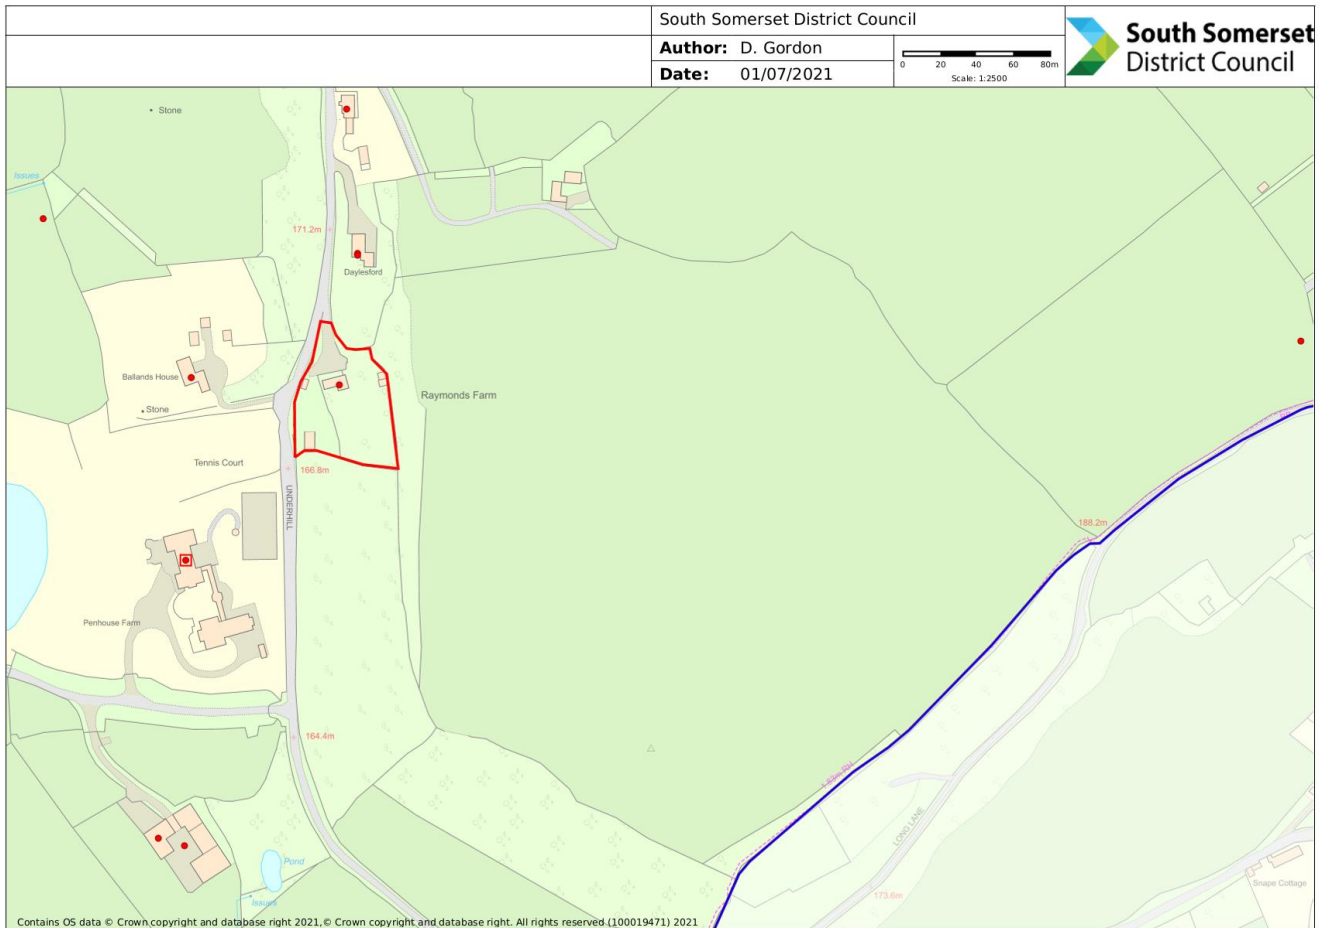 South Somerset District Council
Author: D. Gordon
Date: 01/07/2021
0 20 40 60 80m
Scale: 1:2500
South Somerset
District Council
Stone
Issues
171.2m
Daylesford
Ballands House
Stone
Raymonds Farm
Tennis Court
166.8m
UNDERHILL
188.2m
Penhouse Farm
164.4m
1.83m RH
LONG LANE
Pond
Issues
173.6m
Snape Cottage
Contains OS data © Crown copyright and database right 2021,© Crown copyright and database right. All rights reserved (100019471) 2021